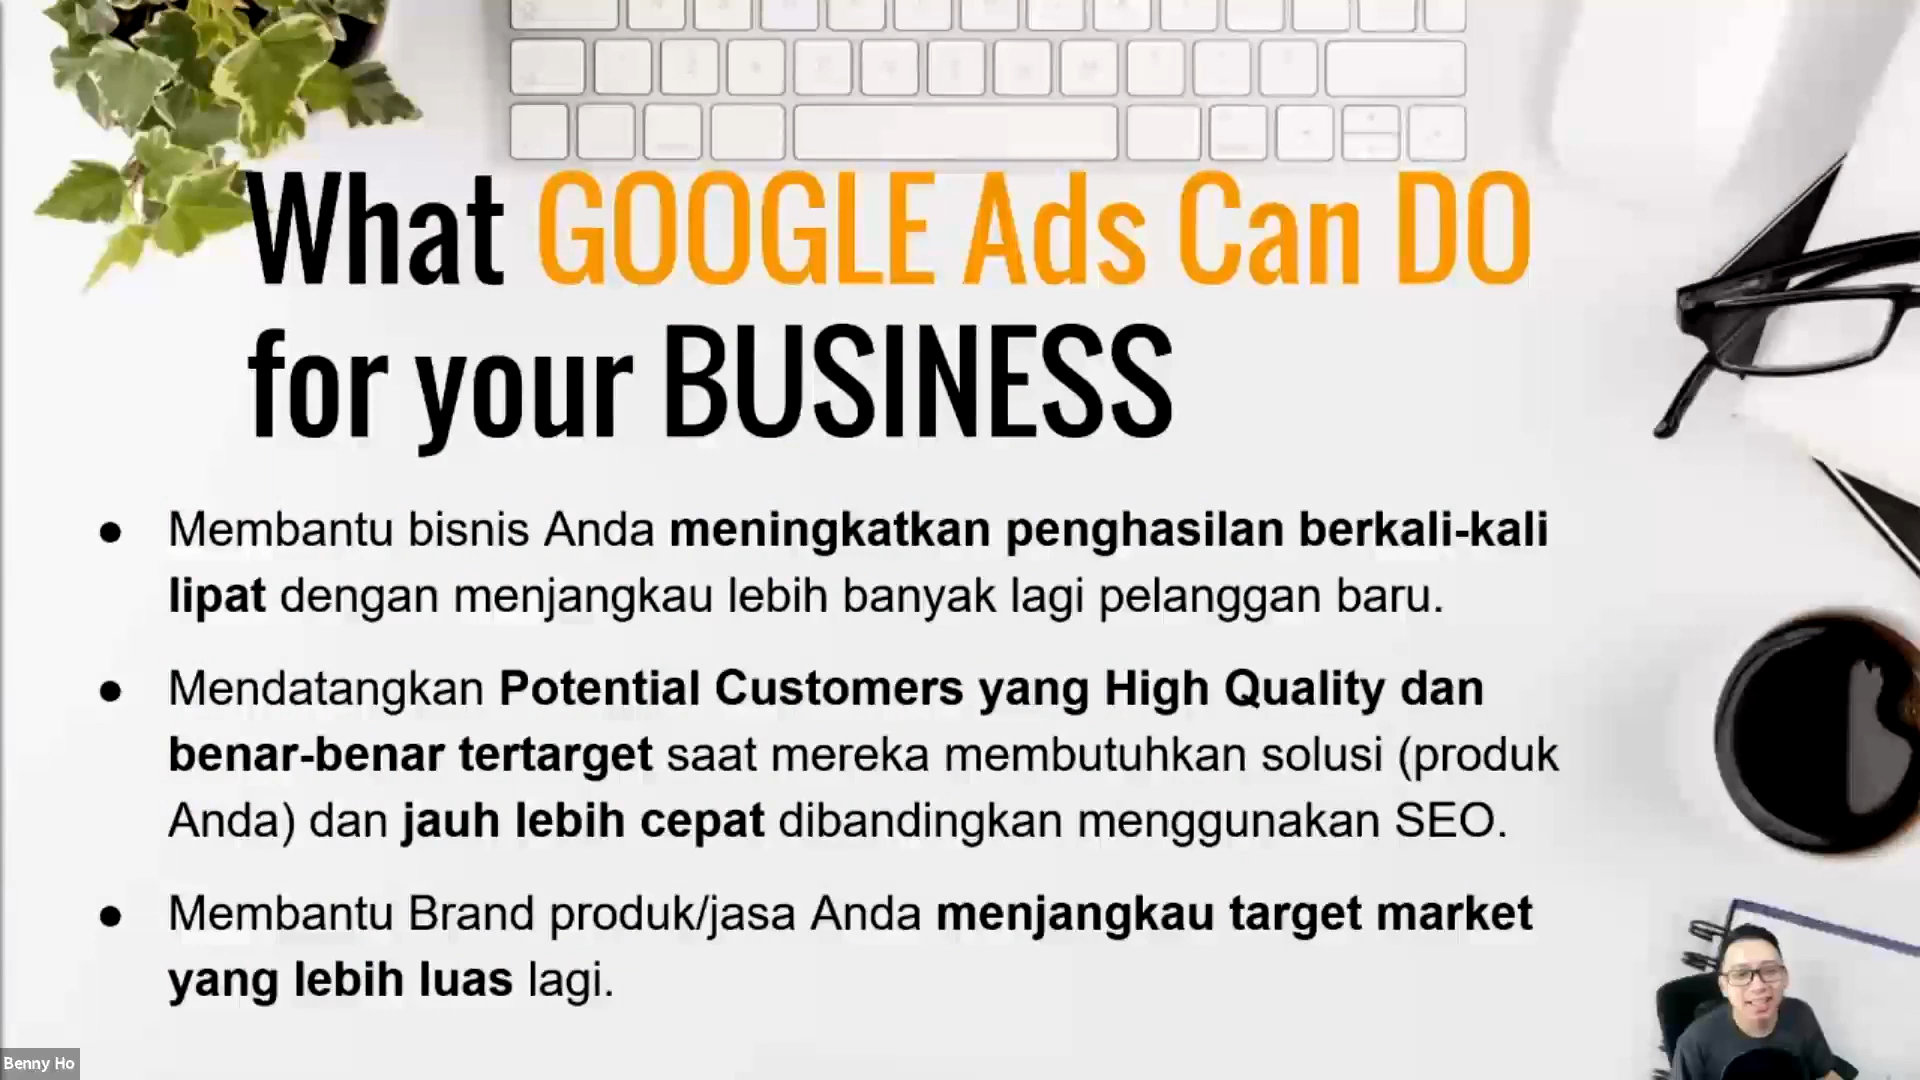 What GOOGLE Ads Can DO
for your BUSINESS
● Membantu bisnis Anda meningkatkan penghasilan berkali-kali
lipat dengan menjangkau lebih banyak lagi pelanggan baru.
● Mendatangkan Potential Customers yang High Quality dan
benar-benar tertarget saat mereka membutuhkan solusi (produk
Anda) dan jauh lebih cepat dibandingkan menggunakan SEO.
● Membantu Brand produk/jasa Anda menjangkau target market
yang lebih luas lagi.
Benny Ho